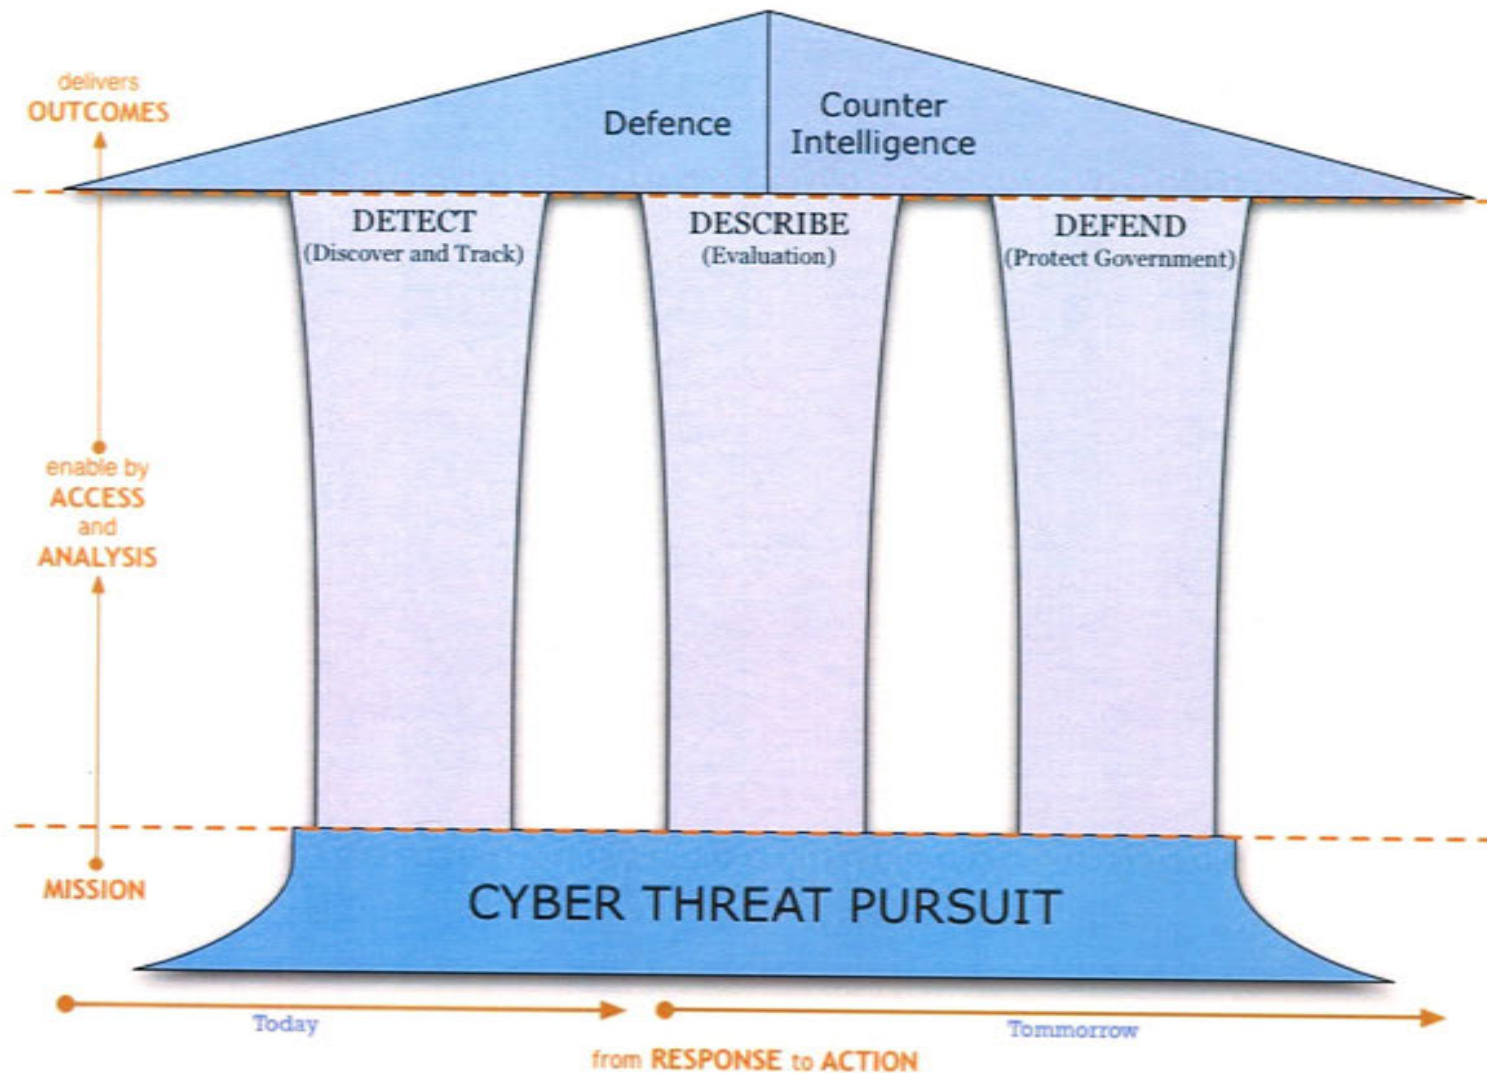 delivers
OUTCOMES
Defence
Counter
Intelligence
DETECT
(Discover and Track)
DESCRIBE
(Evaluation)
DEFEND
(Protect Government)
enable by
ACCESS
and
ANALYSIS
MISSION
CYBER THREAT PURSUIT
Today
Tommorrow
from RESPONSE to ACTION